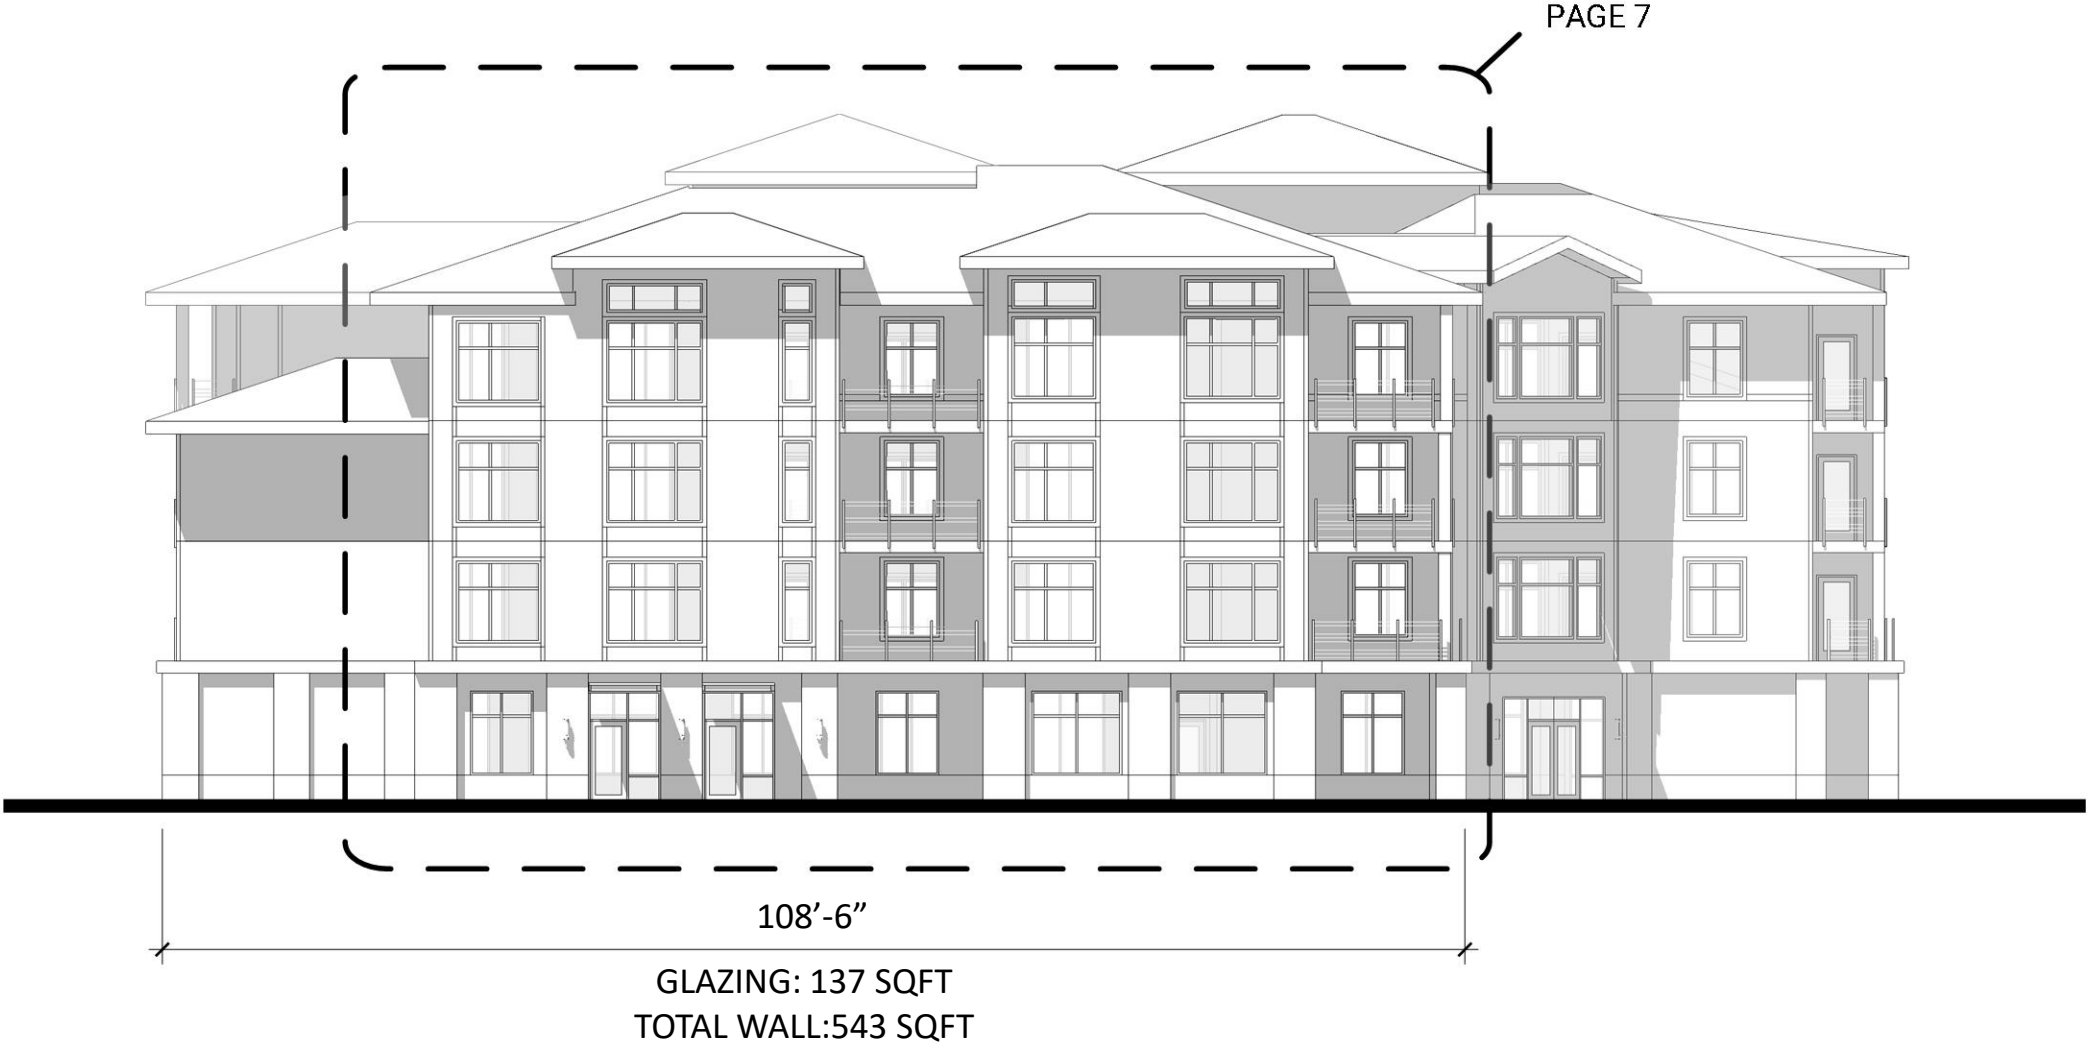 PAGE 7
108’-6”
GLAZING: 137 SQFT
TOTAL WALL:543 SQFT